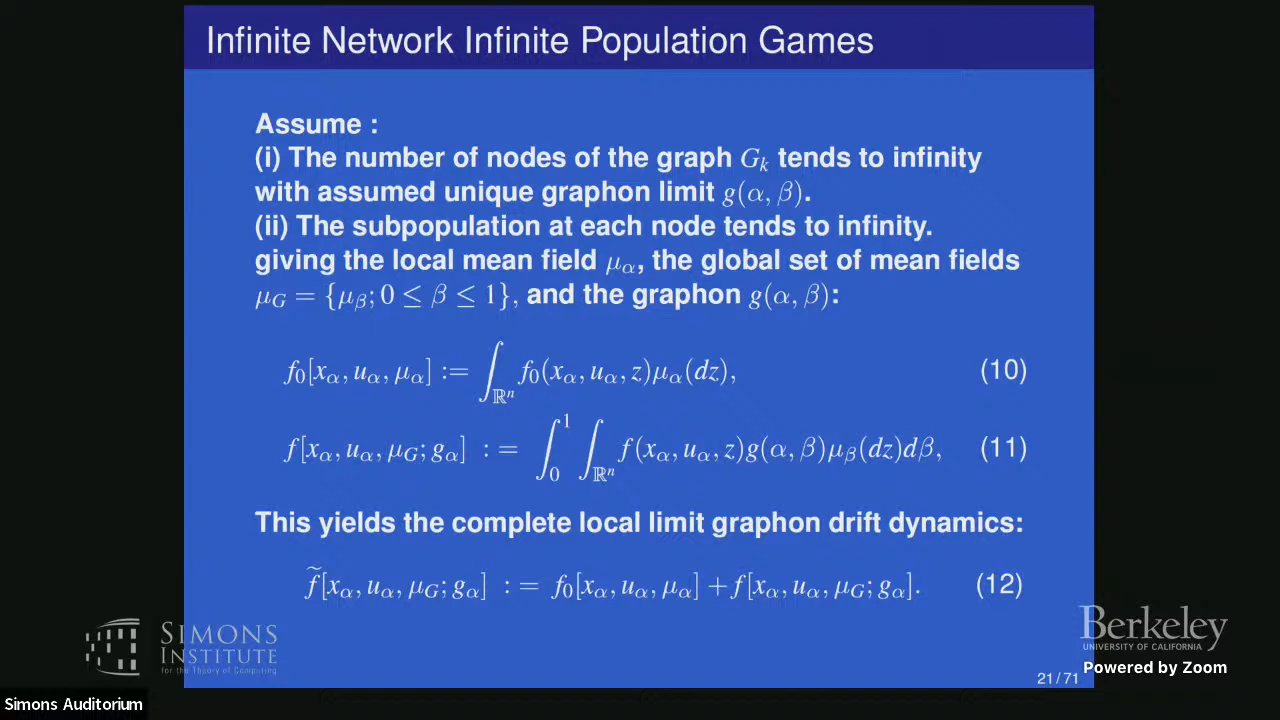 Infinite Network Infinite Population Games
Assume :
(i) The number of nodes of the graph G_k tends to infinity
with assumed unique graphon limit g(α, β).
(ii) The subpopulation at each node tends to infinity.
giving the local mean field μ_α, the global set of mean fields
μ_G = {μ_β; 0 ≤ β ≤ 1}, and the graphon g(α, β):
f_0[x_α, u_α, μ_α] := ∫_{ℝ^n} f_0(x_α, u_α, z)μ_α(dz), (10)
f[x_α, u_α, μ_G; g_α] := ∫_0^1 ∫_{ℝ^n} f(x_α, u_α, z)g(α, β)μ_β(dz)dβ, (11)
This yields the complete local limit graphon drift dynamics:
f̃[x_α, u_α, μ_G; g_α] := f_0[x_α, u_α, μ_α] + f[x_α, u_α, μ_G; g_α]. (12)
SIMONS
INSTITUTE
for the Theory of Computing
Berkeley
UNIVERSITY OF CALIFORNIA
Powered by Zoom
21 / 71
Simons Auditorium